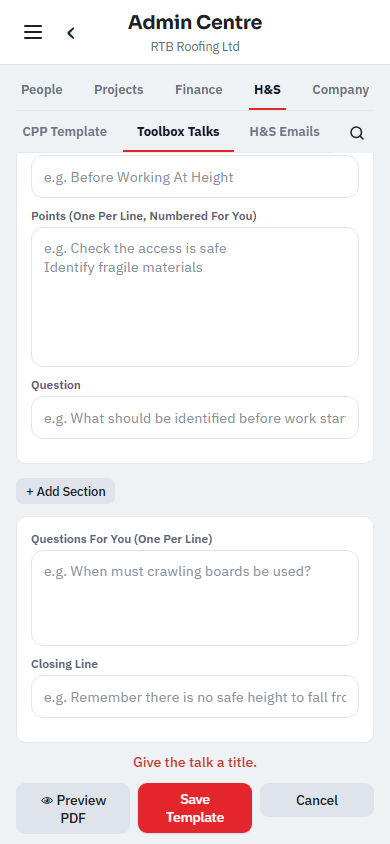 Admin Centre
RTB Roofing Ltd
People Projects Finance H&S Company
CPP Template Toolbox Talks H&S Emails
e.g. Before Working At Height
Points (One Per Line, Numbered For You)
e.g. Check the access is safe
Identify fragile materials
Question
e.g. What should be identified before work star
+ Add Section
Questions For You (One Per Line)
e.g. When must crawling boards be used?
Closing Line
e.g. Remember there is no safe height to fall frc
Give the talk a title.
Preview
PDF
Save
Template
Cancel